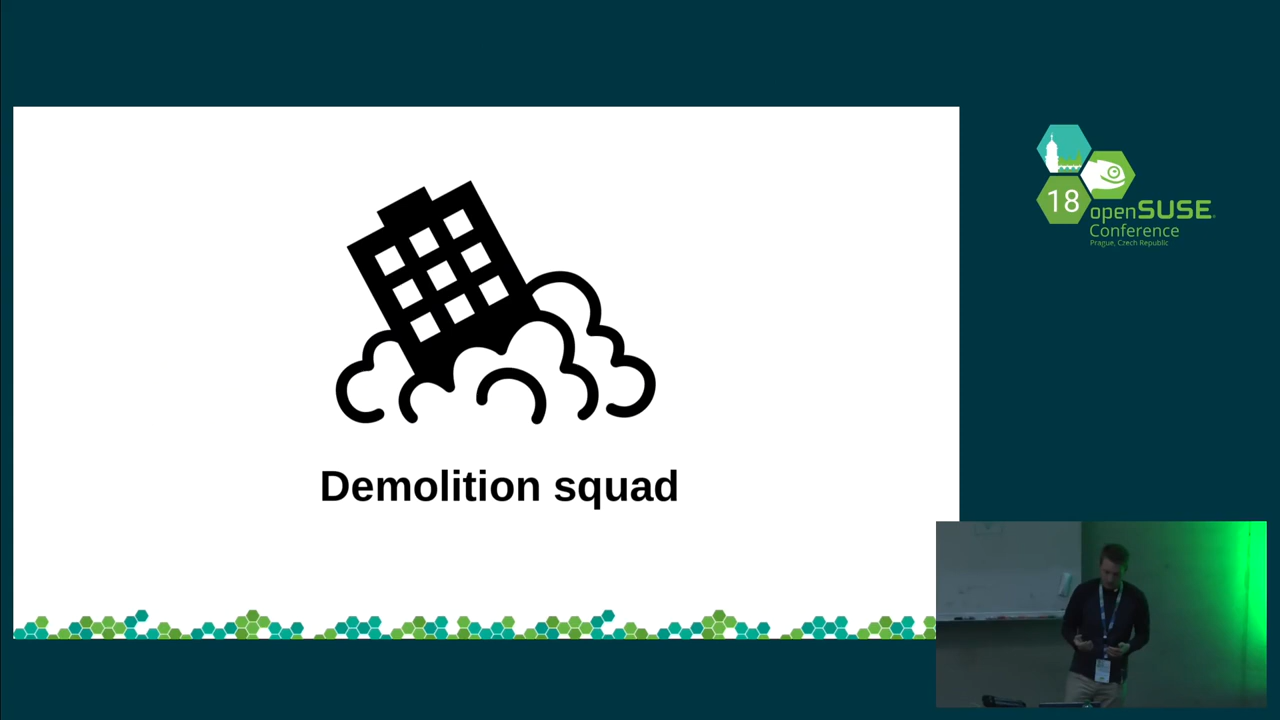 Demolition squad
18
openSUSE
Conference
Prague, Czech Republic